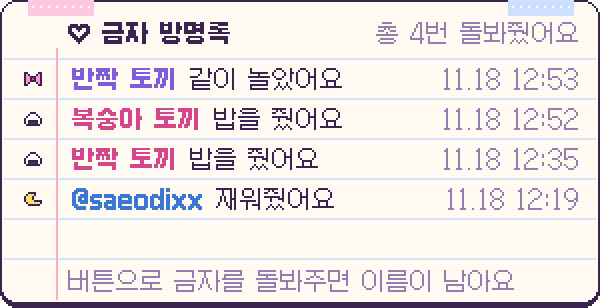 ♡ 금자 방명록 총 4번 돌봐줬어요
반짝 토끼 같이 놀았어요 11.18 12:53
복숭아 토끼 밥을 줬어요 11.18 12:52
반짝 토끼 밥을 줬어요 11.18 12:35
@saeodixx 재워줬어요 11.18 12:19
버튼으로 금자를 돌봐주면 이름이 남아요